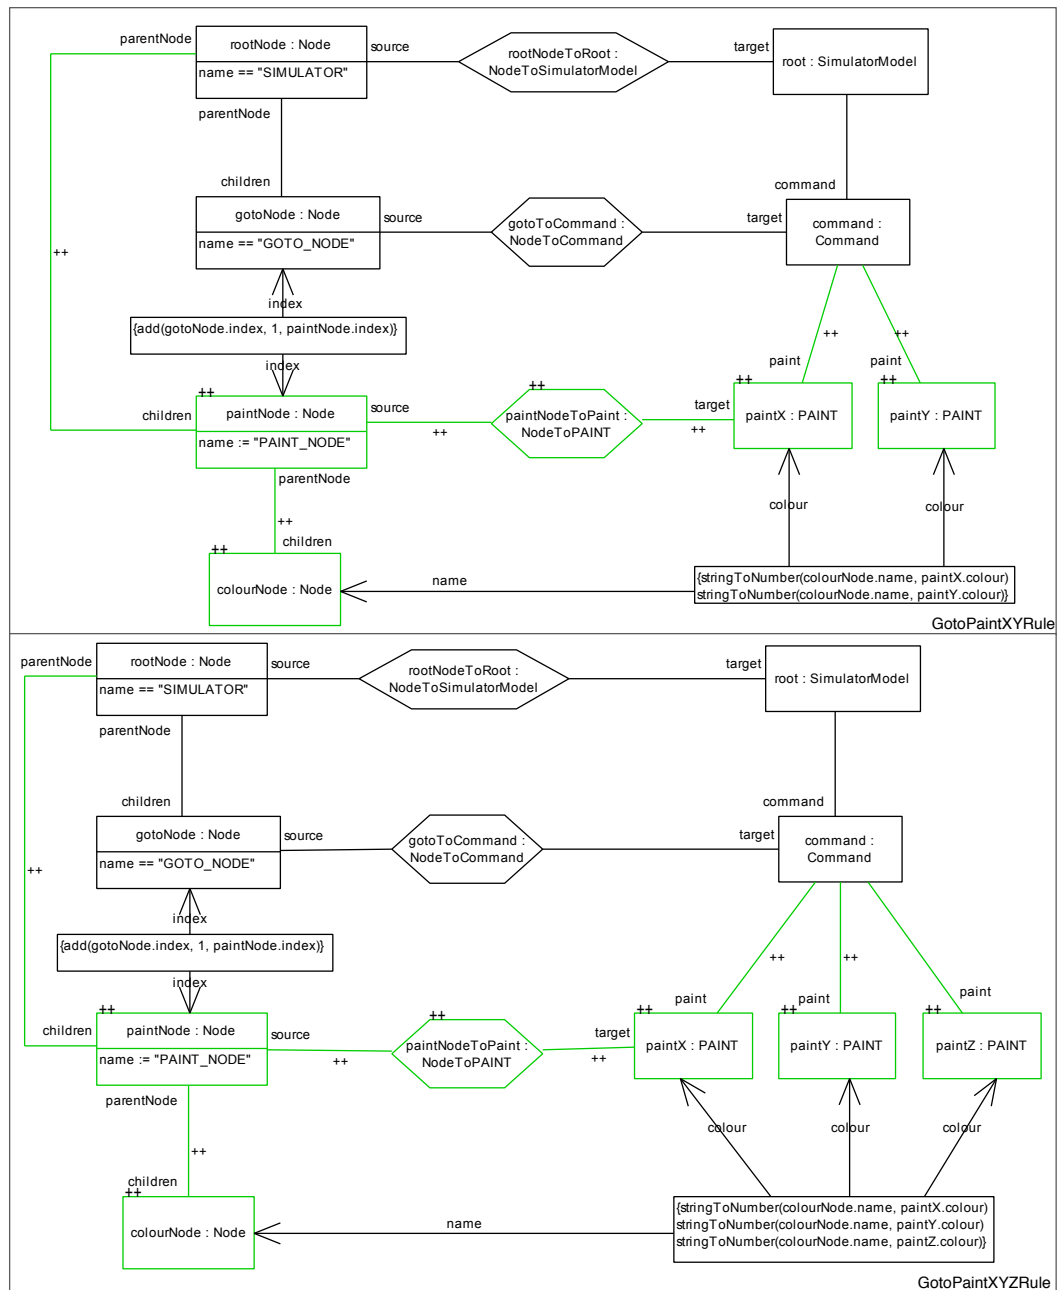 parentNode
rootNode : Node
source
rootNodeToRoot :
NodeToSimulatorModel
target
root : SimulatorModel
name == "SIMULATOR"
parentNode
children
command
gotoNode : Node
source
gotoToCommand :
NodeToCommand
target
command :
Command
name == "GOTO_NODE"
++
index
{add(gotoNode.index, 1, paintNode.index)}
++
++
index
paint
paint
++
++
++
++
children
paintNode : Node
source
paintNodeToPaint :
NodeToPAINT
target
paintX : PAINT
paintY : PAINT
name := "PAINT_NODE"
++
++
parentNode
colour
colour
++
children
++
colourNode : Node
name
{stringToNumber(colourNode.name, paintX.colour)
stringToNumber(colourNode.name, paintY.colour)}
GotoPaintXYRule
parentNode
rootNode : Node
source
rootNodeToRoot :
NodeToSimulatorModel
target
root : SimulatorModel
name == "SIMULATOR"
parentNode
children
command
gotoNode : Node
source
gotoToCommand :
NodeToCommand
target
command :
Command
name == "GOTO_NODE"
++
index
{add(gotoNode.index, 1, paintNode.index)}
++
++
index
paint
paint
paint
++
++
++
++
++
children
paintNode : Node
source
paintNodeToPaint :
NodeToPAINT
target
paintX : PAINT
paintY : PAINT
paintZ : PAINT
name := "PAINT_NODE"
++
++
parentNode
colour
colour
colour
++
children
++
colourNode : Node
name
{stringToNumber(colourNode.name, paintX.colour)
stringToNumber(colourNode.name, paintY.colour)
stringToNumber(colourNode.name, paintZ.colour)}
GotoPaintXYZRule